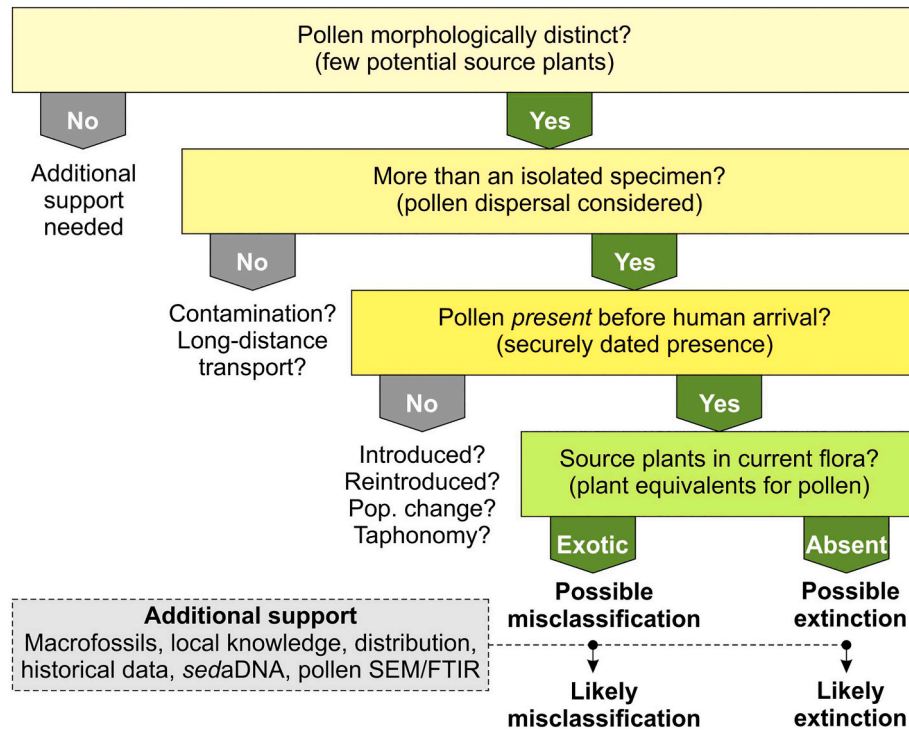 Pollen morphologically distinct?
(few potential source plants)
No
Yes
Additional
support
needed
More than an isolated specimen?
(pollen dispersal considered)
No
Yes
Contamination?
Long-distance
transport?
Pollen present before human arrival?
(securely dated presence)
No
Yes
Introduced?
Reintroduced?
Pop. change?
Taphonomy?
Source plants in current flora?
(plant equivalents for pollen)
Exotic
Absent
Possible
misclassification
Possible
extinction
Additional support
Macrofossils, local knowledge, distribution,
historical data, sedaDNA, pollen SEM/FTIR
Likely
misclassification
Likely
extinction